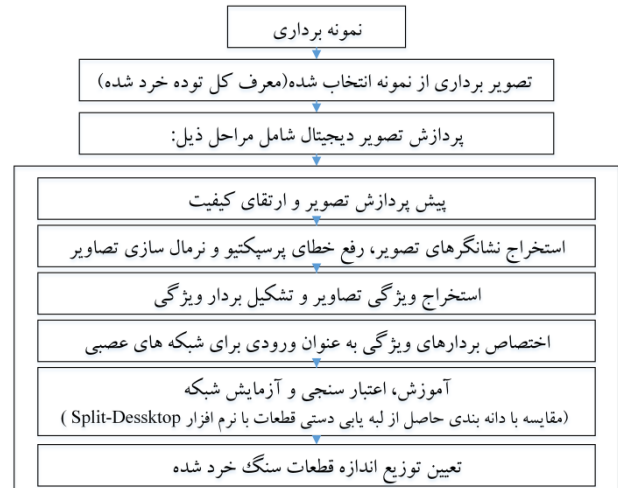 نمونه برداری
تصویر برداری از نمونه انتخاب شده(معرف کل توده خرد شده)
پردازش تصویر دیجیتال شامل مراحل ذیل:
پیش پردازش تصویر و ارتقای کیفیت
استخراج نشانگرهای تصویر، رفع خطای پرسپکتیو و نرمال سازی تصاویر
استخراج ویژگی تصاویر و تشکیل بردار ویژگی
اختصاص بردارهای ویژگی به عنوان ورودی برای شبکه های عصبی
آموزش، اعتبار سنجی و آزمایش شبکه
(مقایسه با دانه بندی حاصل از لبه یابی دستی قطعات با نرم افزار Split-Dessktop )
تعیین توزیع اندازه قطعات سنگ خرد شده